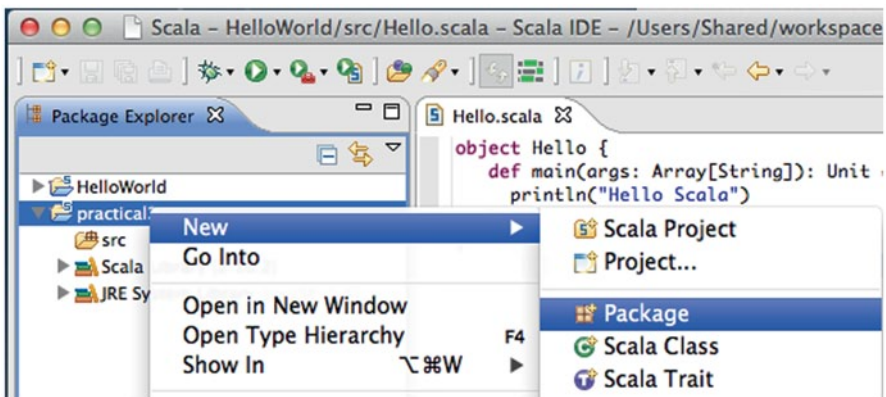 Scala – HelloWorld/src/Hello.scala – Scala IDE – /Users/Shared/workspace
Package Explorer
HelloWorld
practical
src
Scala
JRE Sy
Hello.scala
object Hello {
def main(args: Array[String]): Unit
println("Hello Scala")
New
Go Into
Open in New Window
Open Type Hierarchy F4
Show In ⌥⌘W
Scala Project
Project...
Package
Scala Class
Scala Trait